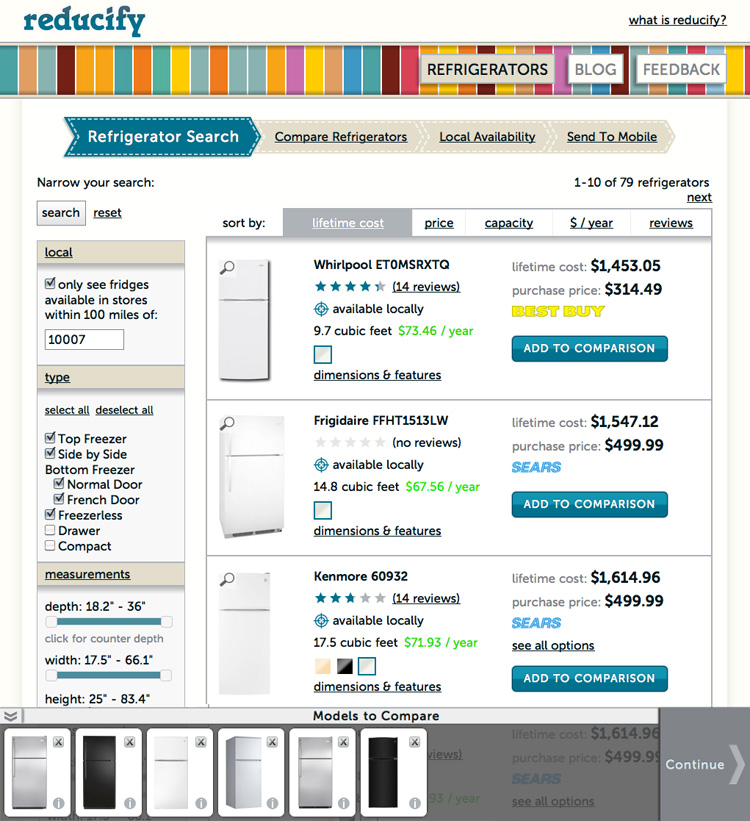 reducify
what is reducify?
REFRIGERATORS
BLOG
FEEDBACK
Refrigerator Search
Compare Refrigerators
Local Availability
Send To Mobile
Narrow your search:
1-10 of 79 refrigerators
next
search
reset
sort by:
lifetime cost
price
capacity
$ / year
reviews
local
only see fridges
available in stores
within 100 miles of:
10007
type
select all deselect all
Top Freezer
Side by Side
Bottom Freezer
Normal Door
French Door
Freezerless
Drawer
Compact
measurements
depth: 18.2" - 36"
click for counter depth
width: 17.5" - 66.1"
height: 25" - 83.4"
Whirlpool ET0MSRXTQ
(14 reviews)
available locally
9.7 cubic feet $73.46 / year
dimensions & features
lifetime cost: $1,453.05
purchase price: $314.49
BEST BUY
ADD TO COMPARISON
Frigidaire FFHT1513LW
(no reviews)
available locally
14.8 cubic feet $67.56 / year
dimensions & features
lifetime cost: $1,547.12
purchase price: $499.99
SEARS
ADD TO COMPARISON
Kenmore 60932
(14 reviews)
available locally
17.5 cubic feet $71.93 / year
dimensions & features
lifetime cost: $1,614.96
purchase price: $499.99
SEARS
see all options
ADD TO COMPARISON
Models to Compare
lifetime cost: $1,614.96
purchase price: $499.99
SEARS
see all options
Continue